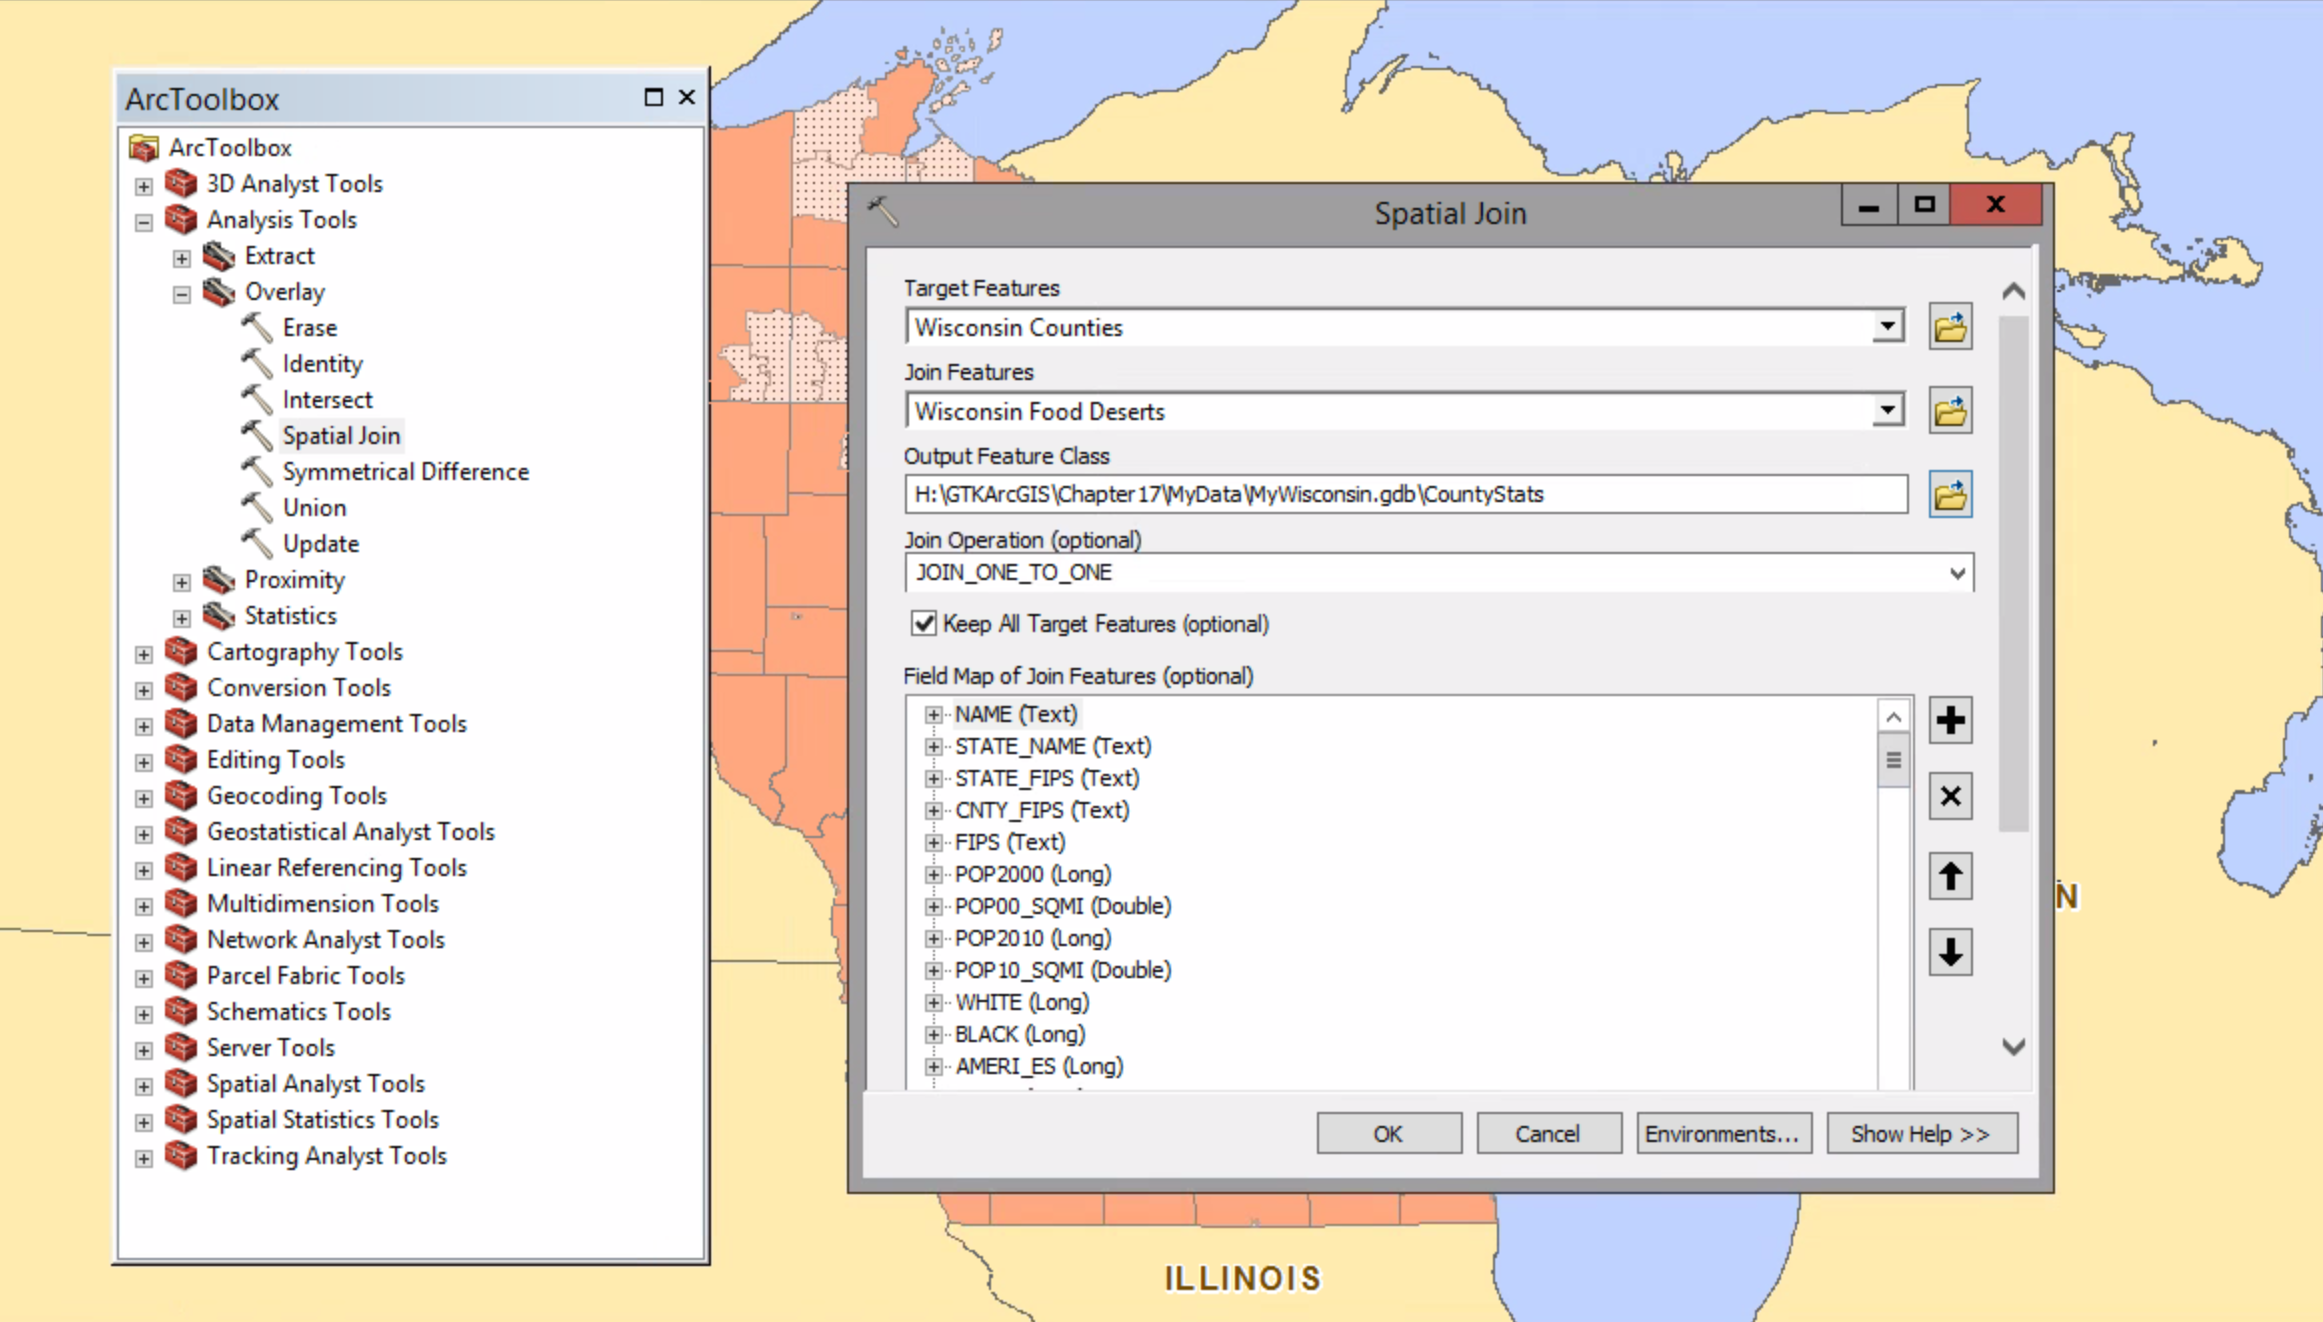 ArcToolbox
ArcToolbox
3D Analyst Tools
Analysis Tools
Extract
Overlay
Erase
Identity
Intersect
Spatial Join
Symmetrical Difference
Union
Update
Proximity
Statistics
Cartography Tools
Conversion Tools
Data Management Tools
Editing Tools
Geocoding Tools
Geostatistical Analyst Tools
Linear Referencing Tools
Multidimension Tools
Network Analyst Tools
Parcel Fabric Tools
Schematics Tools
Server Tools
Spatial Analyst Tools
Spatial Statistics Tools
Tracking Analyst Tools
Spatial Join
Target Features
Wisconsin Counties
Join Features
Wisconsin Food Deserts
Output Feature Class
H:\GTKArcGIS\Chapter17\MyData\MyWisconsin.gdb\CountyStats
Join Operation (optional)
JOIN_ONE_TO_ONE
Keep All Target Features (optional)
Field Map of Join Features (optional)
NAME (Text)
STATE_NAME (Text)
STATE_FIPS (Text)
CNTY_FIPS (Text)
FIPS (Text)
POP2000 (Long)
POP00_SQMI (Double)
POP2010 (Long)
POP10_SQMI (Double)
WHITE (Long)
BLACK (Long)
AMERI_ES (Long)
OK Cancel Environments... Show Help >>
N
ILLINOIS